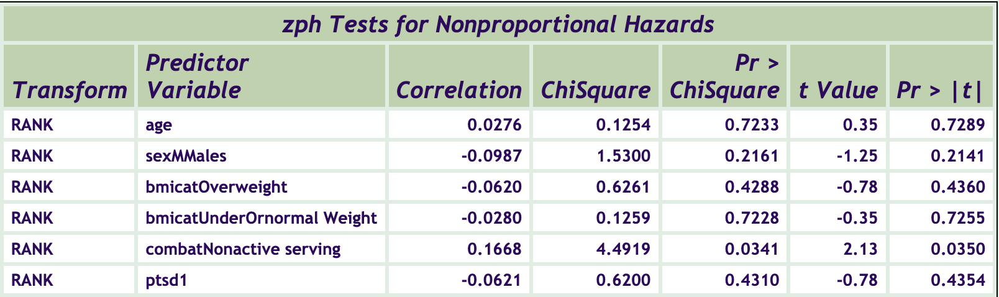 zph Tests for Nonproportional Hazards
Transform Predictor Variable Correlation ChiSquare Pr > ChiSquare t Value Pr > |t|
RANK age 0.0276 0.1254 0.7233 0.35 0.7289
RANK sexMMales -0.0987 1.5300 0.2161 -1.25 0.2141
RANK bmicatOverweight -0.0620 0.6261 0.4288 -0.78 0.4360
RANK bmicatUnderOrnormal Weight -0.0280 0.1259 0.7228 -0.35 0.7255
RANK combatNonactive serving 0.1668 4.4919 0.0341 2.13 0.0350
RANK ptsd1 -0.0621 0.6200 0.4310 -0.78 0.4354